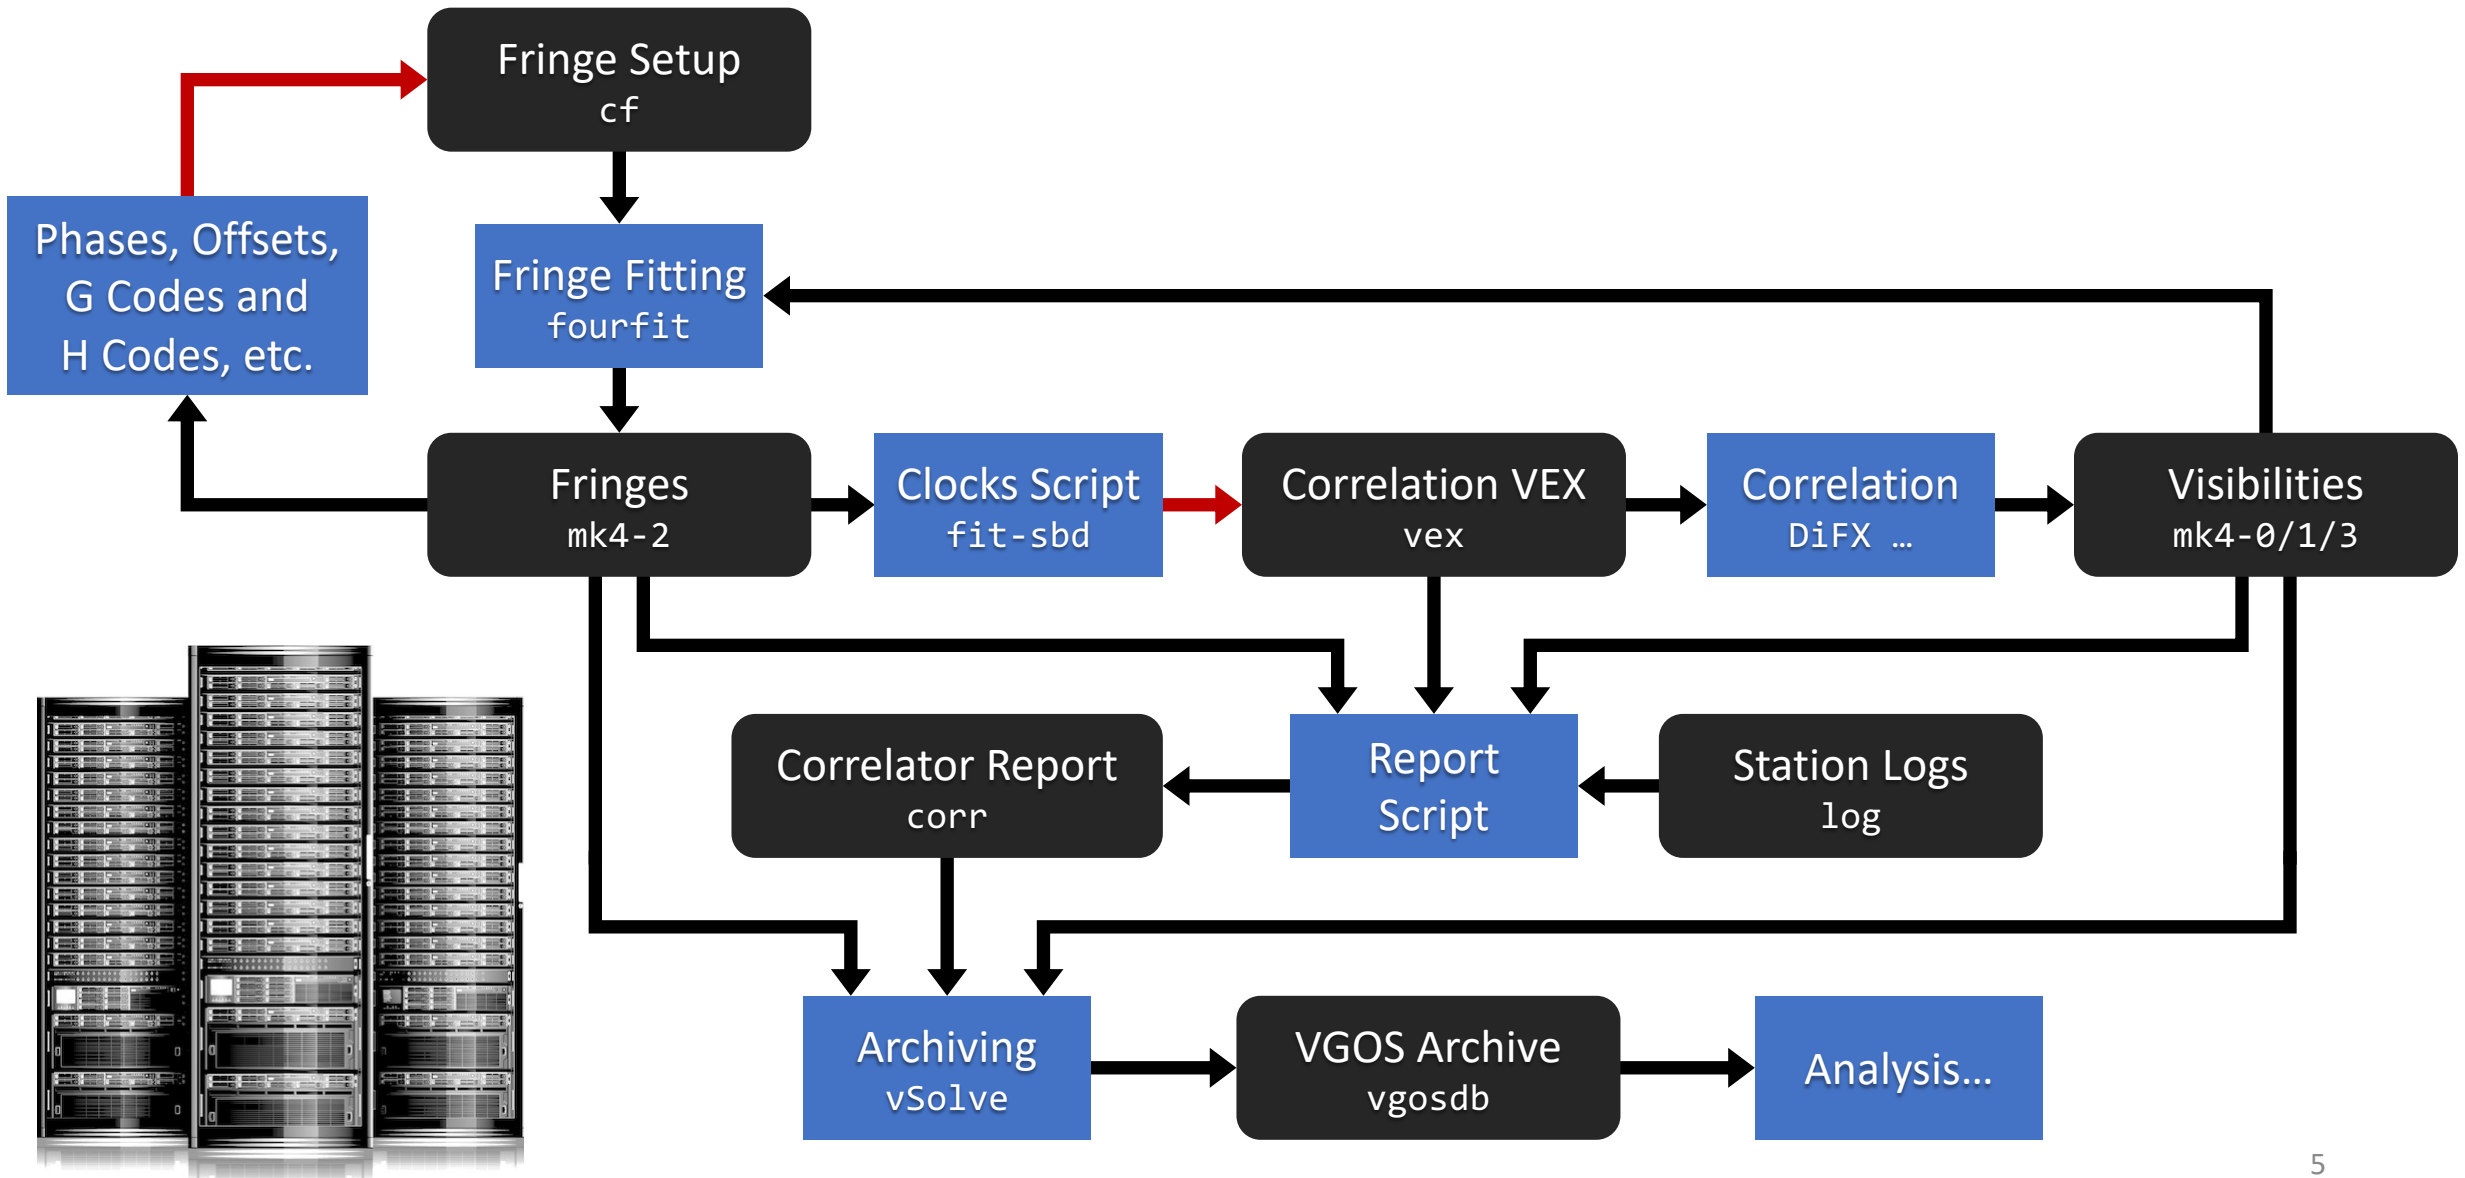 Fringe Setup
cf
Phases, Offsets,
G Codes and
H Codes, etc.
Fringe Fitting
fourfit
Fringes
mk4-2
Clocks Script
fit-sbd
Correlation VEX
vex
Correlation
DiFX …
Visibilities
mk4-0/1/3
Correlator Report
corr
Report
Script
Station Logs
log
Archiving
vSolve
VGOS Archive
vgosdb
Analysis…
5